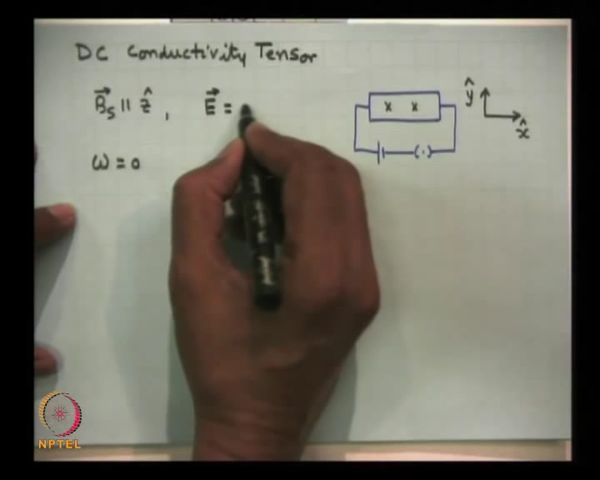 DC Conductivity Tensor
B⃗s || ẑ , E⃗ =
ω = 0
x x
ŷ
x̂
NPTEL